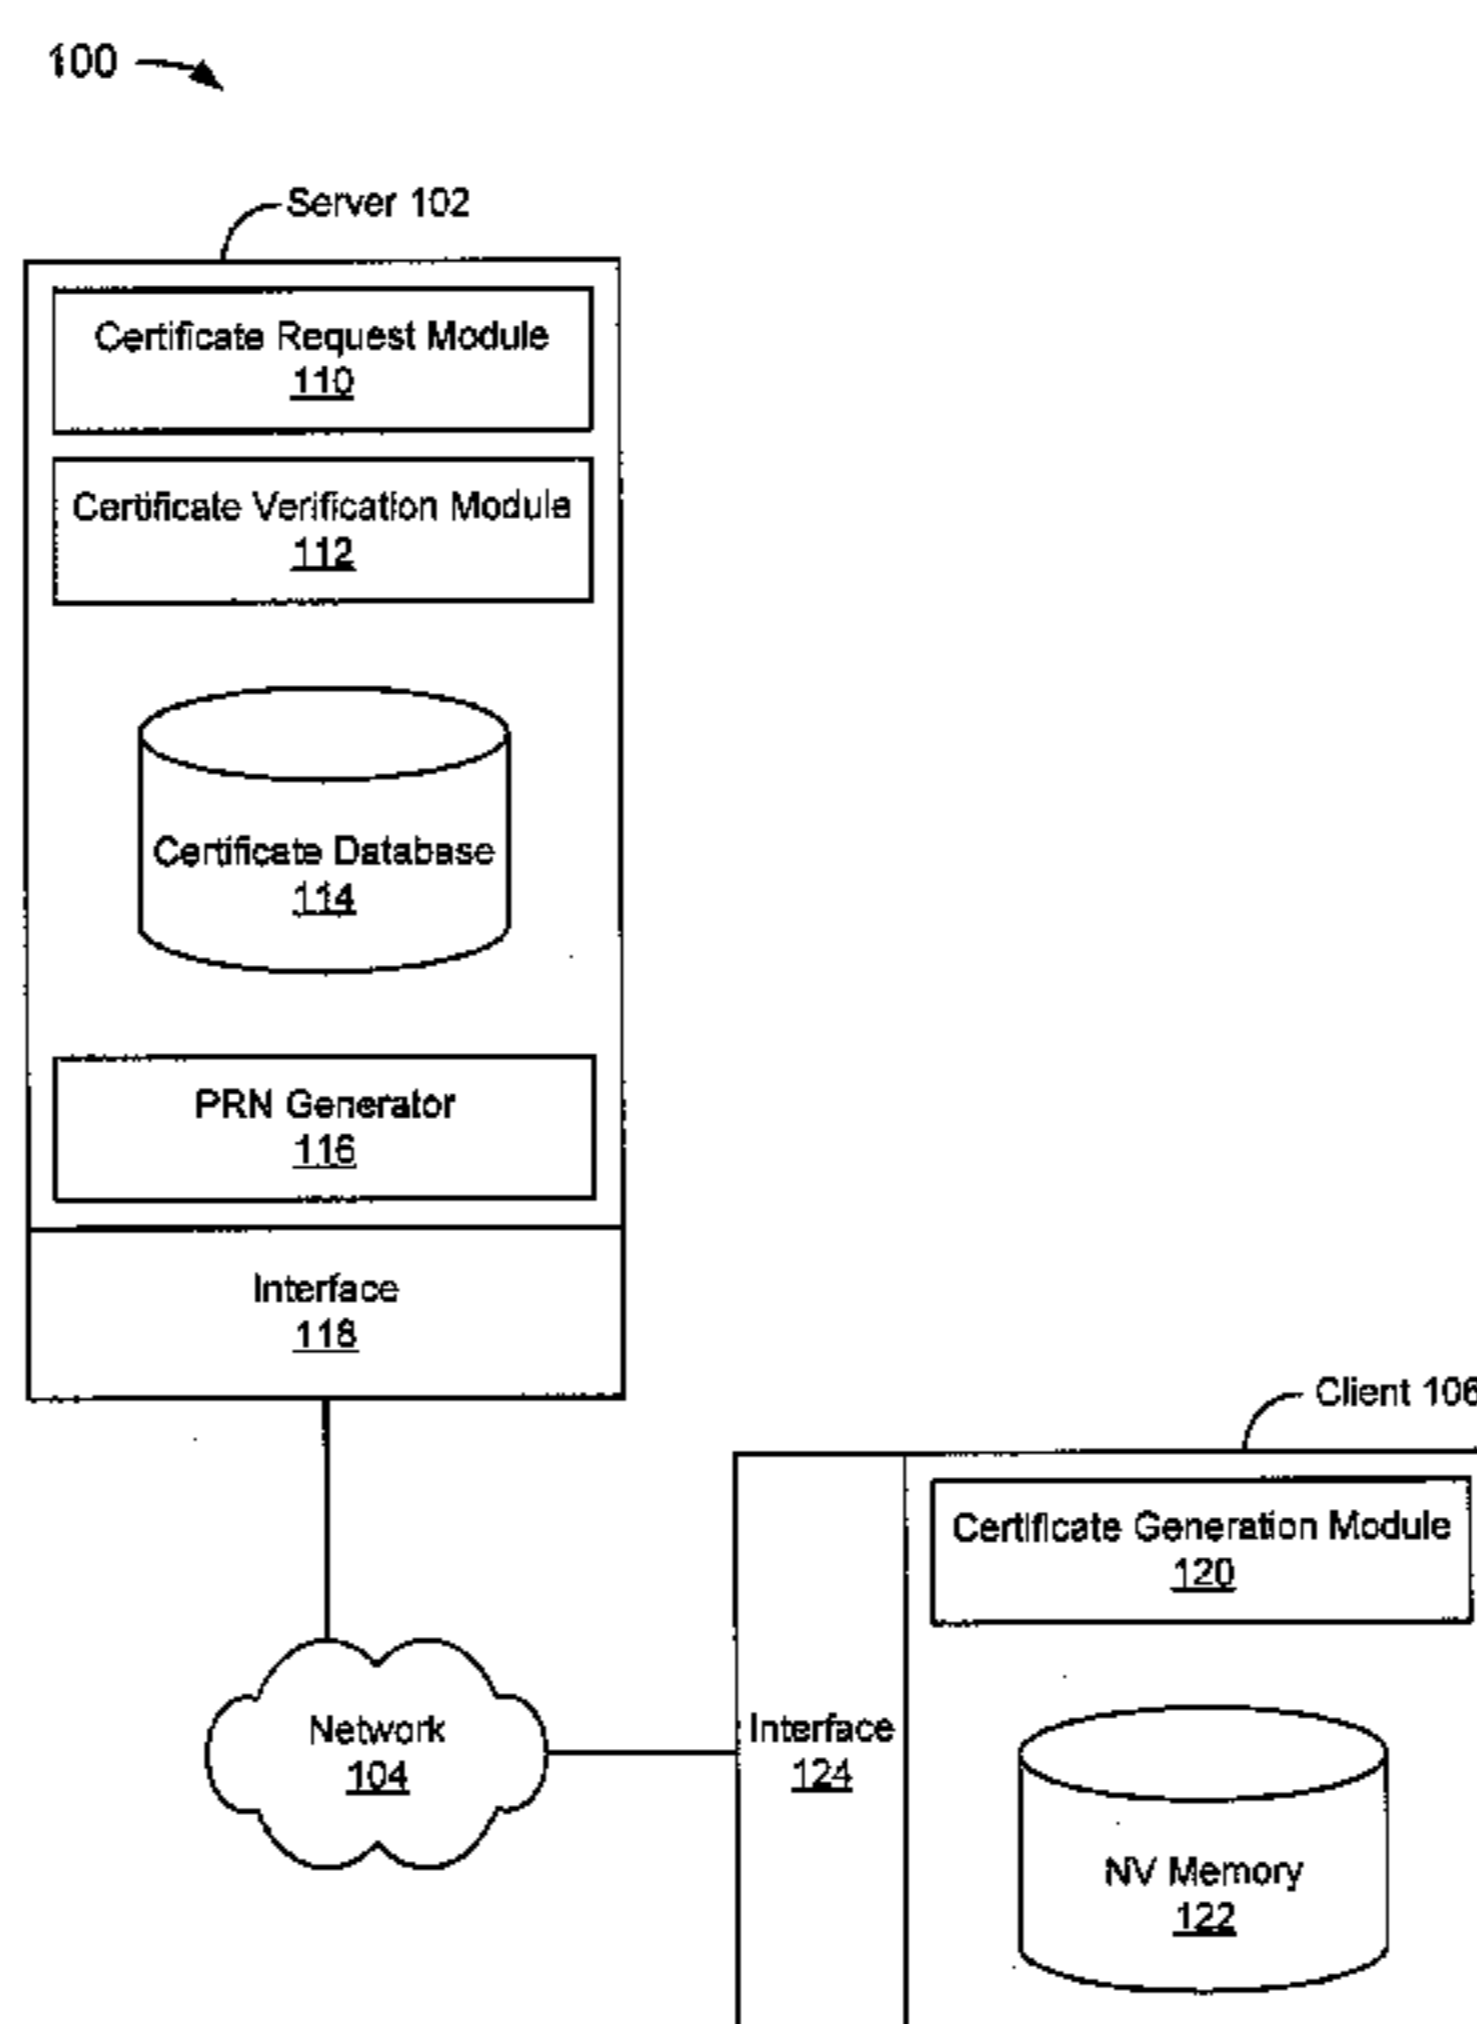 100
Server 102
Certificate Request Module
110
Certificate Verification Module
112
Certificate Database
114
PRN Generator
116
Interface
118
Client 106
Certificate Generation Module
120
Network
104
Interface
124
NV Memory
122